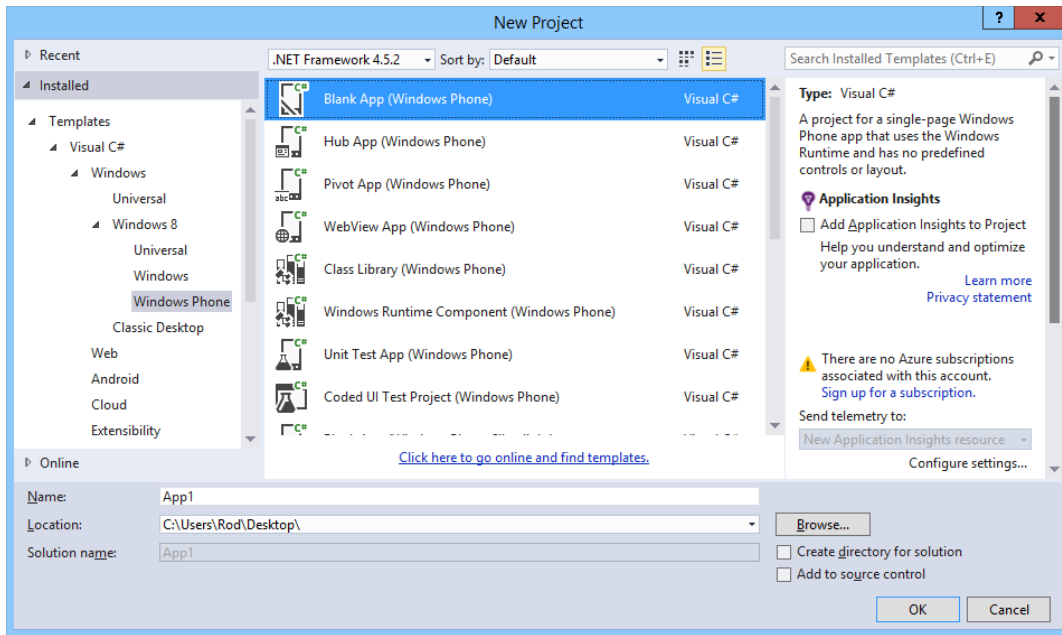 New Project
? x
Recent
Installed
Templates
Visual C#
Windows
Universal
Windows 8
Universal
Windows
Windows Phone
Classic Desktop
Web
Android
Cloud
Extensibility
Online
.NET Framework 4.5.2 Sort by: Default
C# Blank App (Windows Phone) Visual C#
C# Hub App (Windows Phone) Visual C#
C# abc Pivot App (Windows Phone) Visual C#
C# WebView App (Windows Phone) Visual C#
C# Class Library (Windows Phone) Visual C#
C# Windows Runtime Component (Windows Phone) Visual C#
C# Unit Test App (Windows Phone) Visual C#
C# Coded UI Test Project (Windows Phone) Visual C#
C#
Click here to go online and find templates.
Search Installed Templates (Ctrl+E)
Type: Visual C#
A project for a single-page Windows
Phone app that uses the Windows
Runtime and has no predefined
controls or layout.
Application Insights
Add Application Insights to Project
Help you understand and optimize
your application.
Learn more
Privacy statement
There are no Azure subscriptions
associated with this account.
Sign up for a subscription.
Send telemetry to:
New Application Insights resource
Configure settings...
Name: App1
Location: C:\Users\Rod\Desktop\
Browse...
Solution name: App1
Create directory for solution
Add to source control
OK Cancel